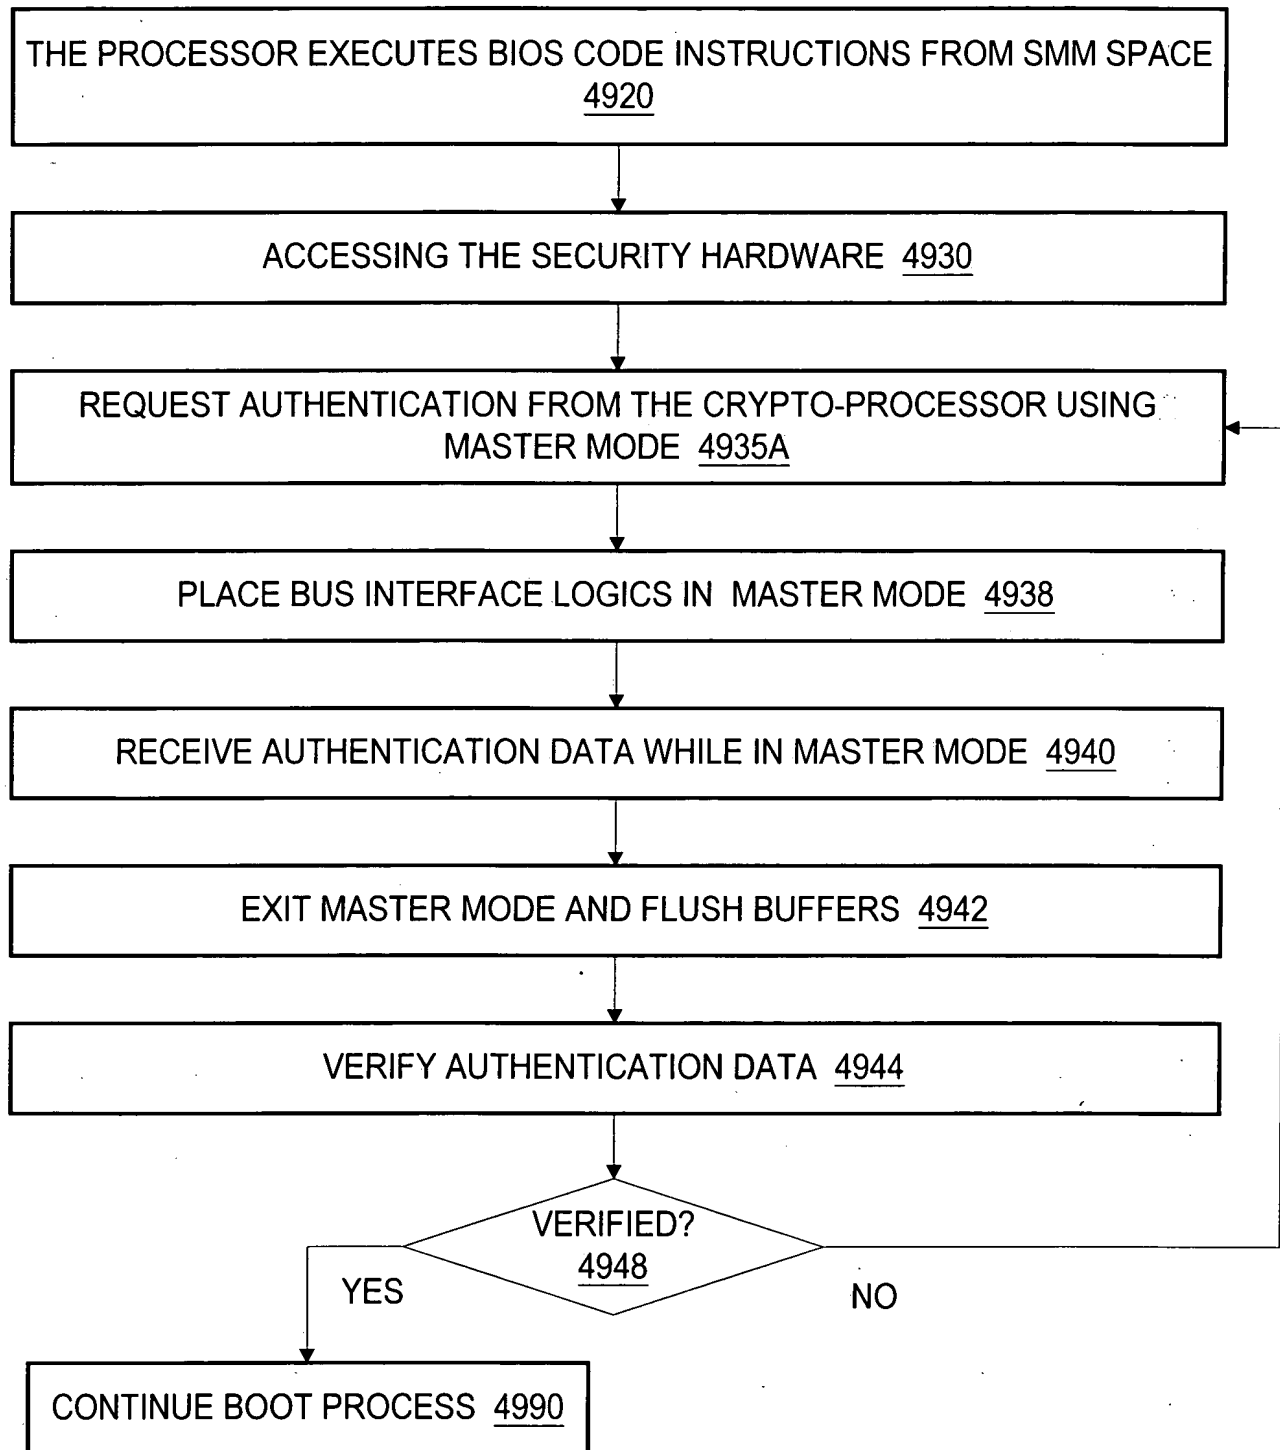 THE PROCESSOR EXECUTES BIOS CODE INSTRUCTIONS FROM SMM SPACE
4920
ACCESSING THE SECURITY HARDWARE 4930
REQUEST AUTHENTICATION FROM THE CRYPTO-PROCESSOR USING
MASTER MODE 4935A
PLACE BUS INTERFACE LOGICS IN MASTER MODE 4938
RECEIVE AUTHENTICATION DATA WHILE IN MASTER MODE 4940
EXIT MASTER MODE AND FLUSH BUFFERS 4942
VERIFY AUTHENTICATION DATA 4944
VERIFIED?
4948
YES
NO
CONTINUE BOOT PROCESS 4990